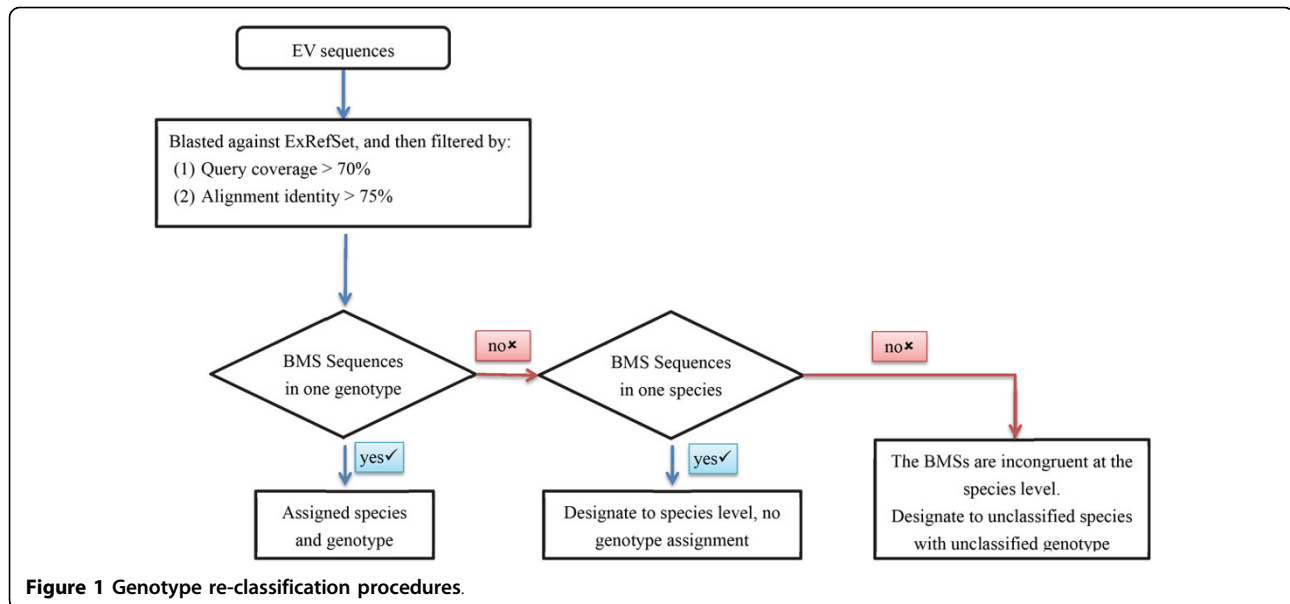 EV sequences
Blasted against ExRefSet, and then filtered by:
(1) Query coverage > 70%
(2) Alignment identity > 75%
BMS Sequences
in one genotype
no✖
BMS Sequences
in one species
no✖
yes✓
yes✓
Assigned species
and genotype
Designate to species level, no
genotype assignment
The BMSs are incongruent at the
species level.
Designate to unclassified species
with unclassified genotype
Figure 1 Genotype re-classification procedures.